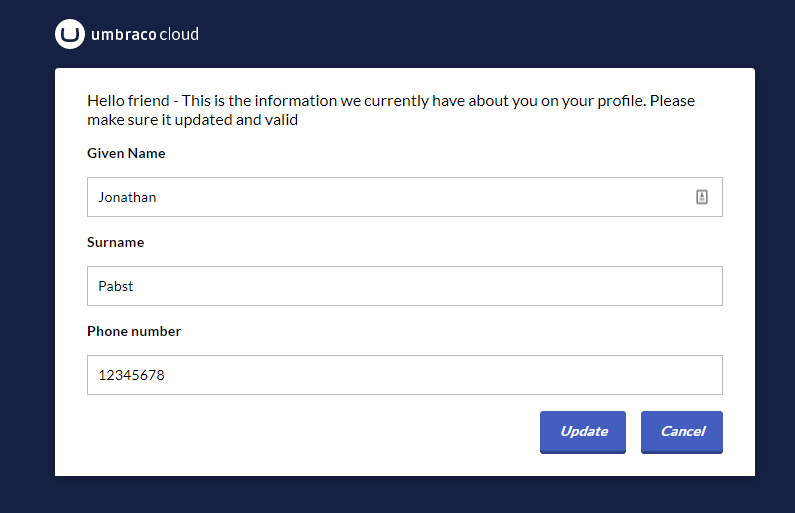 umbraco cloud
Hello friend - This is the information we currently have about you on your profile. Please
make sure it updated and valid
Given Name
Jonathan
Surname
Pabst
Phone number
12345678
Update Cancel